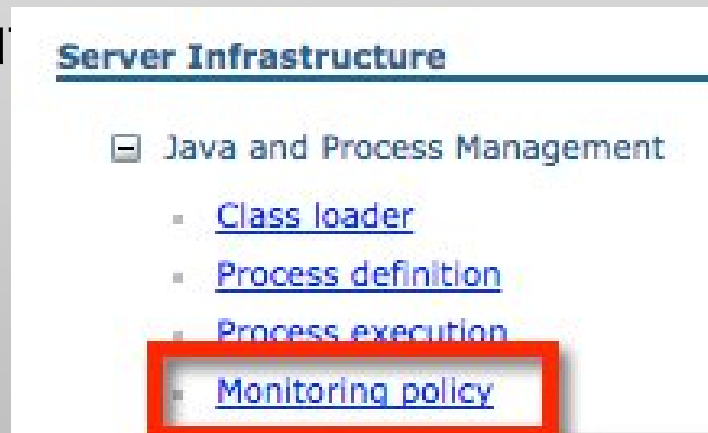 Server Infrastructure
Java and Process Management
Class loader
Process definition
Process execution
Monitoring policy